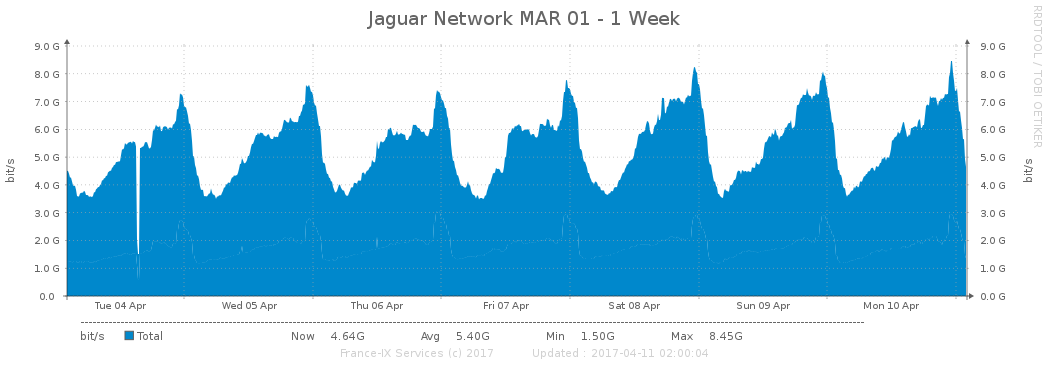 Jaguar Network MAR 01 - 1 Week
RRDTOOL / TOBI OETIKER
bit/s
9.0 G
8.0 G
7.0 G
6.0 G
5.0 G
4.0 G
3.0 G
2.0 G
1.0 G
0.0
9.0 G
8.0 G
7.0 G
6.0 G
5.0 G
4.0 G
3.0 G
2.0 G
1.0 G
0.0 G
bit/s
Tue 04 Apr Wed 05 Apr Thu 06 Apr Fri 07 Apr Sat 08 Apr Sun 09 Apr Mon 10 Apr
bit/s Total Now 4.64G Avg 5.40G Min 1.50G Max 8.45G
France-IX Services (c) 2017 Updated : 2017-04-11 02:00:04